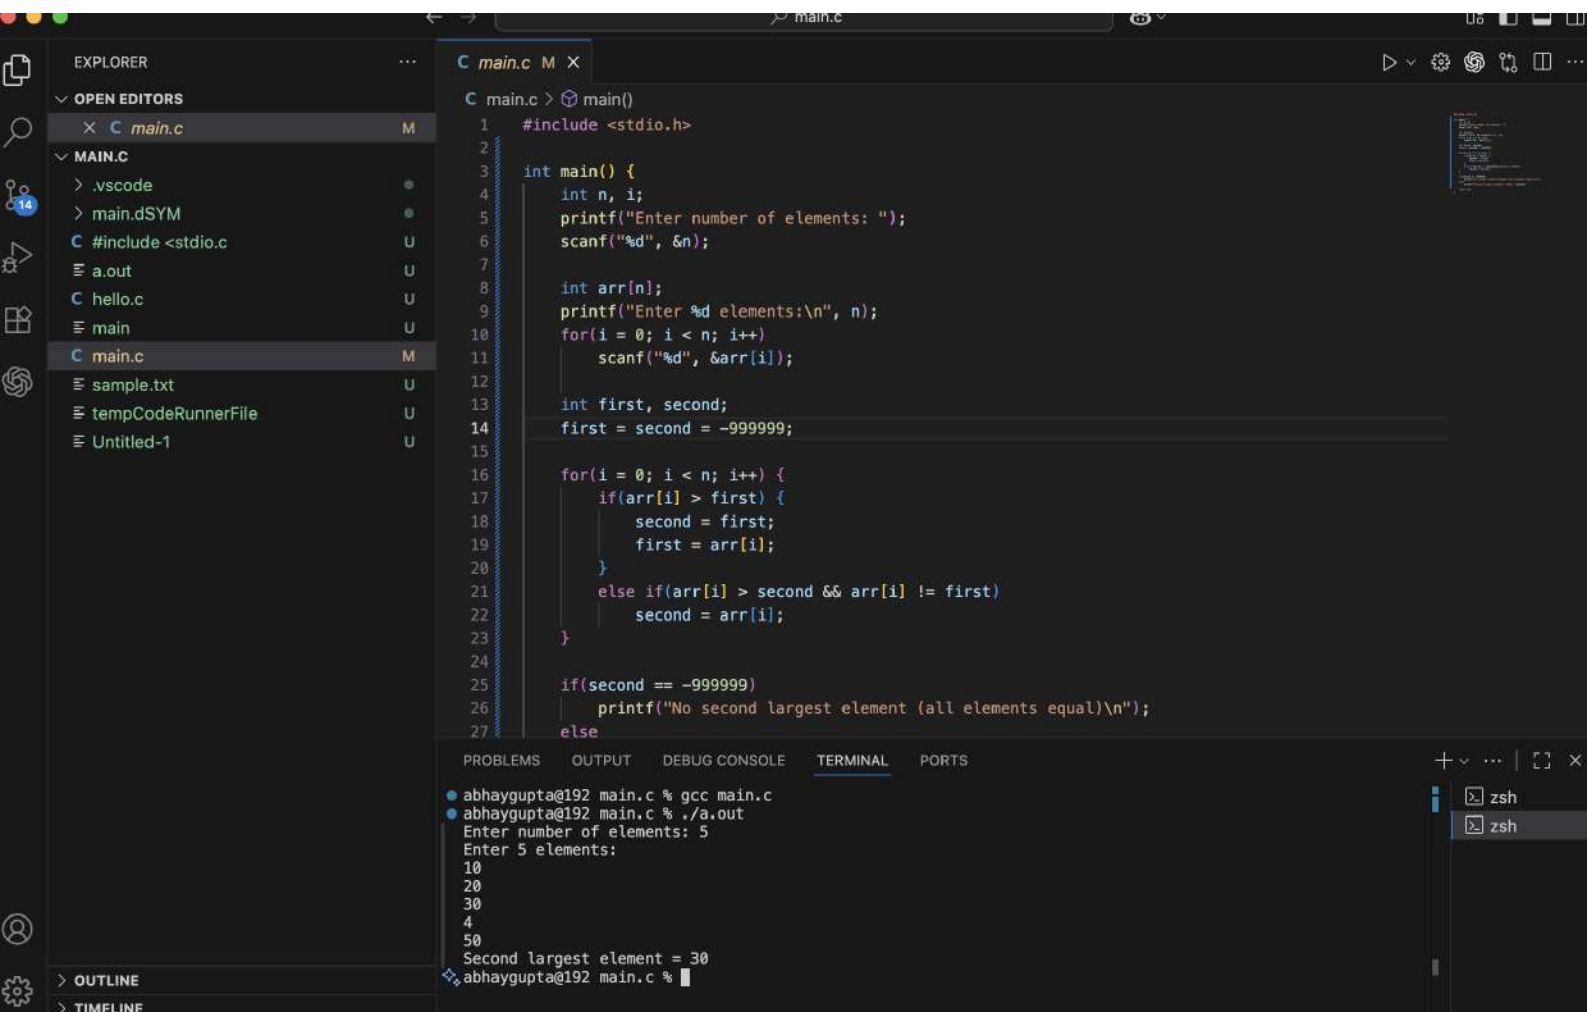 main.c
EXPLORER
OPEN EDITORS
main.c M
MAIN.C
.vscode
main.dSYM
C #include <stdio.c U
a.out U
C hello.c U
main U
C main.c M
sample.txt U
tempCodeRunnerFile U
Untitled-1 U
OUTLINE
TIMELINE
14
C main.c M
C main.c > main()
1 #include <stdio.h>
2
3 int main() {
4 int n, i;
5 printf("Enter number of elements: ");
6 scanf("%d", &n);
7
8 int arr[n];
9 printf("Enter %d elements:\n", n);
10 for(i = 0; i < n; i++)
11 scanf("%d", &arr[i]);
12
13 int first, second;
14 first = second = -999999;
15
16 for(i = 0; i < n; i++) {
17 if(arr[i] > first) {
18 second = first;
19 first = arr[i];
20 }
21 else if(arr[i] > second && arr[i] != first)
22 second = arr[i];
23 }
24
25 if(second == -999999)
26 printf("No second largest element (all elements equal)\n");
27 else
PROBLEMS OUTPUT DEBUG CONSOLE TERMINAL PORTS
abhaygupta@192 main.c % gcc main.c
abhaygupta@192 main.c % ./a.out
Enter number of elements: 5
Enter 5 elements:
10
20
30
4
50
Second largest element = 30
abhaygupta@192 main.c %
zsh
zsh